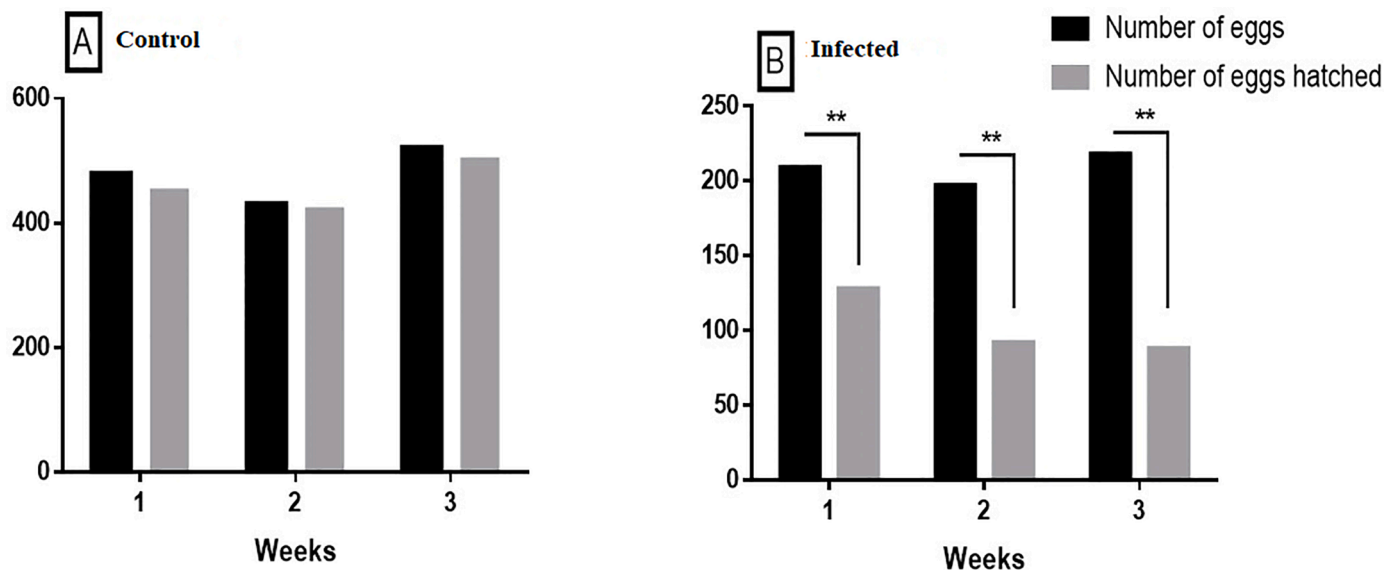 A Control
600
400
200
0
1 2 3
Weeks
B Infected
Number of eggs
Number of eggs hatched
250
200
150
100
50
0
** ** **
1 2 3
Weeks